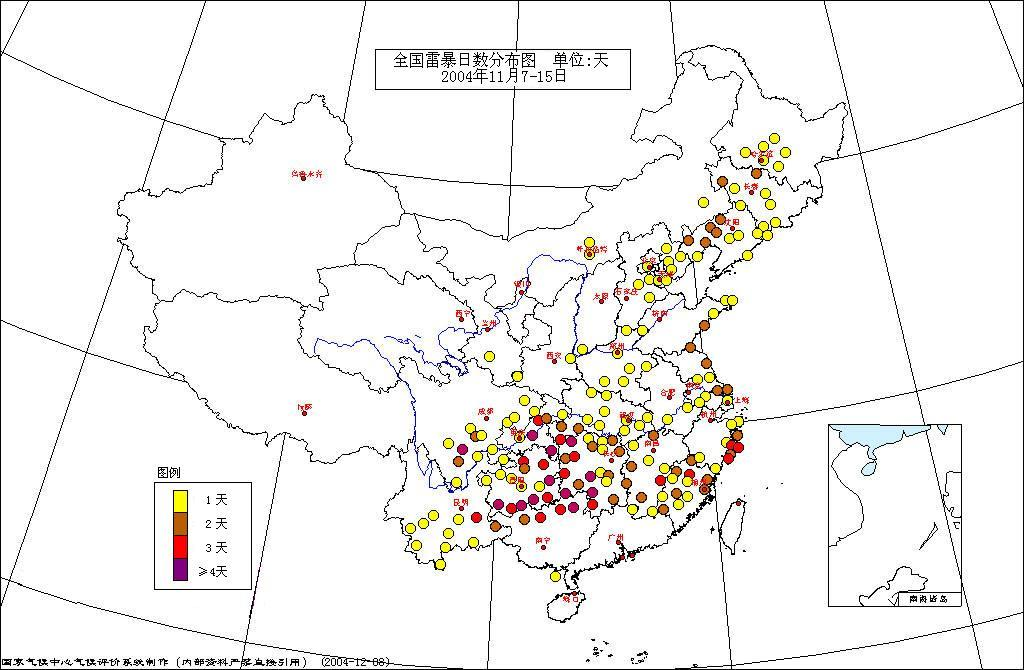 全国雷暴日数分布图 单位:天
2004年11月7-15日
哈尔滨
长春
沈阳
乌鲁木齐
呼和浩特
北京
天津
石家庄
太原
银川
西宁
兰州
济南
西安
郑州
合肥
南京
上海
杭州
拉萨
成都
重庆
武汉
南昌
长沙
贵阳
福州
昆明
南宁
广州
海口
图例
1天
2天
3天
≥4天
南海诸岛
国家气候中心气候评价系统制作 (内部资料严禁直接引用) (2004-12-08)